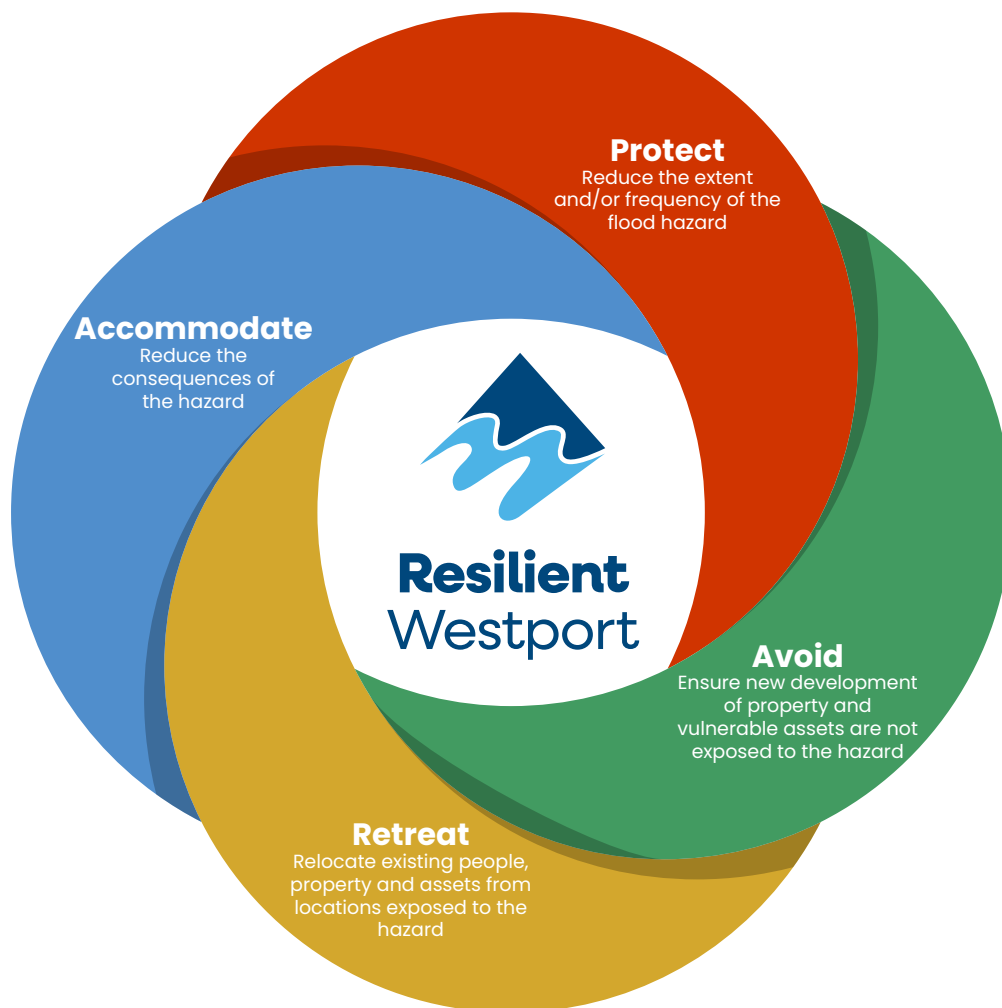 Protect
Reduce the extent
and/or frequency of the
flood hazard
Accommodate
Reduce the
consequences of
the hazard
Resilient
Westport
Avoid
Ensure new development
of property and
vulnerable assets are not
exposed to the hazard
Retreat
Relocate existing people,
property and assets from
locations exposed to the
hazard